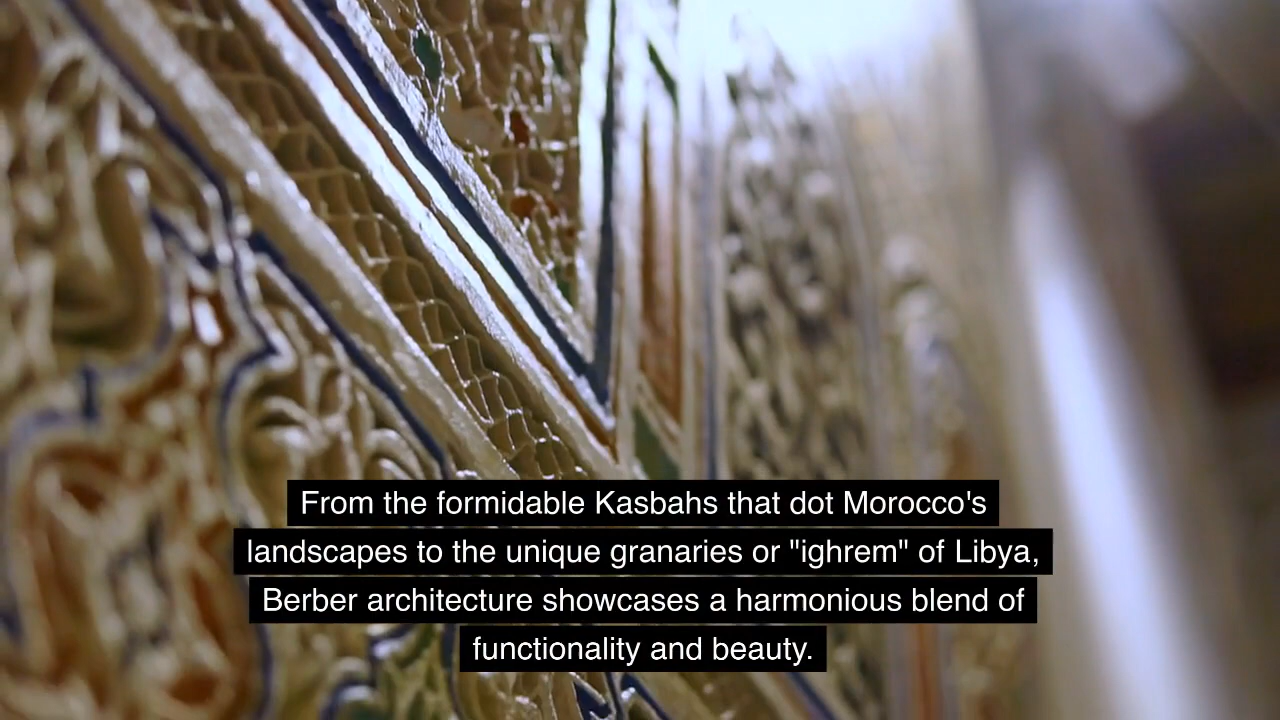 From the formidable Kasbahs that dot Morocco's
landscapes to the unique granaries or "ighrem" of Libya,
Berber architecture showcases a harmonious blend of
functionality and beauty.